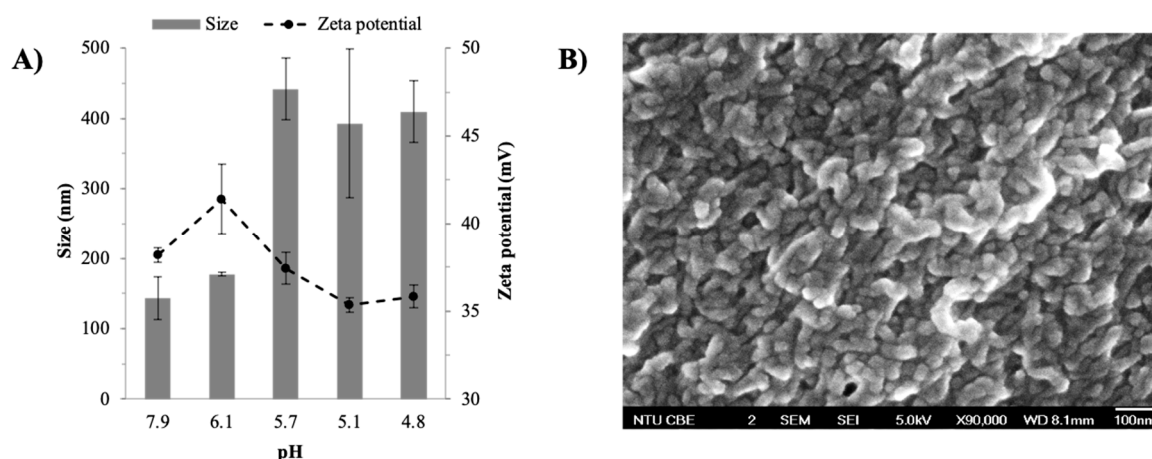 Size Zeta potential
A)
B)
Size (nm)
500
400
300
200
100
0
50
45
40
35
30
Zeta potential (mV)
7.9 6.1 5.7 5.1 4.8
pH
NTU CBE 2 SEM SEI 5.0kV X90,000 WD 8.1mm 100nm